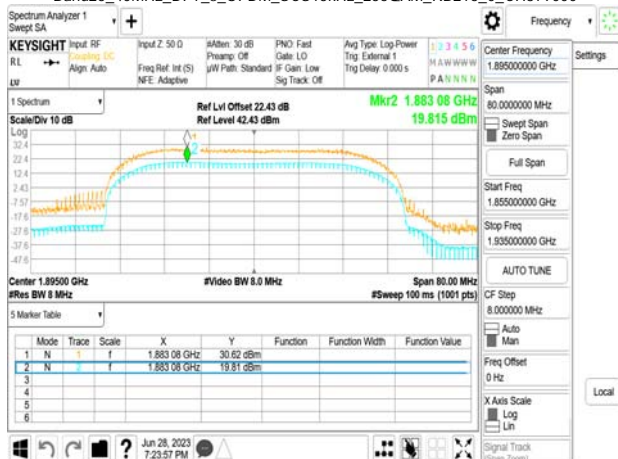 Spectrum Analyzer 1
Swept SA
+
Frequency
KEYSIGHT
RL
Input: RF
Coupling: DC
Align: Auto
Input Z: 50 Ω
Freq Ref: Int (S)
NFE: Adaptive
#Atten: 30 dB
Preamp: Off
µW Path: Standard
PNO: Fast
Gate: LO
IF Gain: Low
Sig Track: Off
Avg Type: Log-Power
Trig: External 1
Trig Delay: 0.000 s
1 2 3 4 5 6
M A W W W W
P A N N N N
Center Frequency
1.895000000 GHz
Settings
1 Spectrum
Scale/Div 10 dB
Log
Ref Lvl Offset 22.43 dB
Ref Level 42.43 dBm
Mkr2 1.883 08 GHz
19.815 dBm
Span
80.0000000 MHz
Swept Span
Zero Span
Full Span
32.4
22.4
12.4
2.43
-7.57
-17.6
-27.6
-37.6
-47.6
1
2
Start Freq
1.855000000 GHz
Stop Freq
1.935000000 GHz
AUTO TUNE
Center 1.89500 GHz
#Video BW 8.0 MHz
Span 80.00 MHz
#Res BW 8 MHz
#Sweep 100 ms (1001 pts)
CF Step
8.000000 MHz
Auto
Man
5 Marker Table
Mode Trace Scale X Y Function Function Width Function Value
1 N 1 f 1.883 08 GHz 30.62 dBm
2 N 2 f 1.883 08 GHz 19.81 dBm
3
4
5
6
Freq Offset
0 Hz
Local
X Axis Scale
Log
Lin
Signal Track
(Span Zoom)
?
Jun 28, 2023
7:23:57 PM